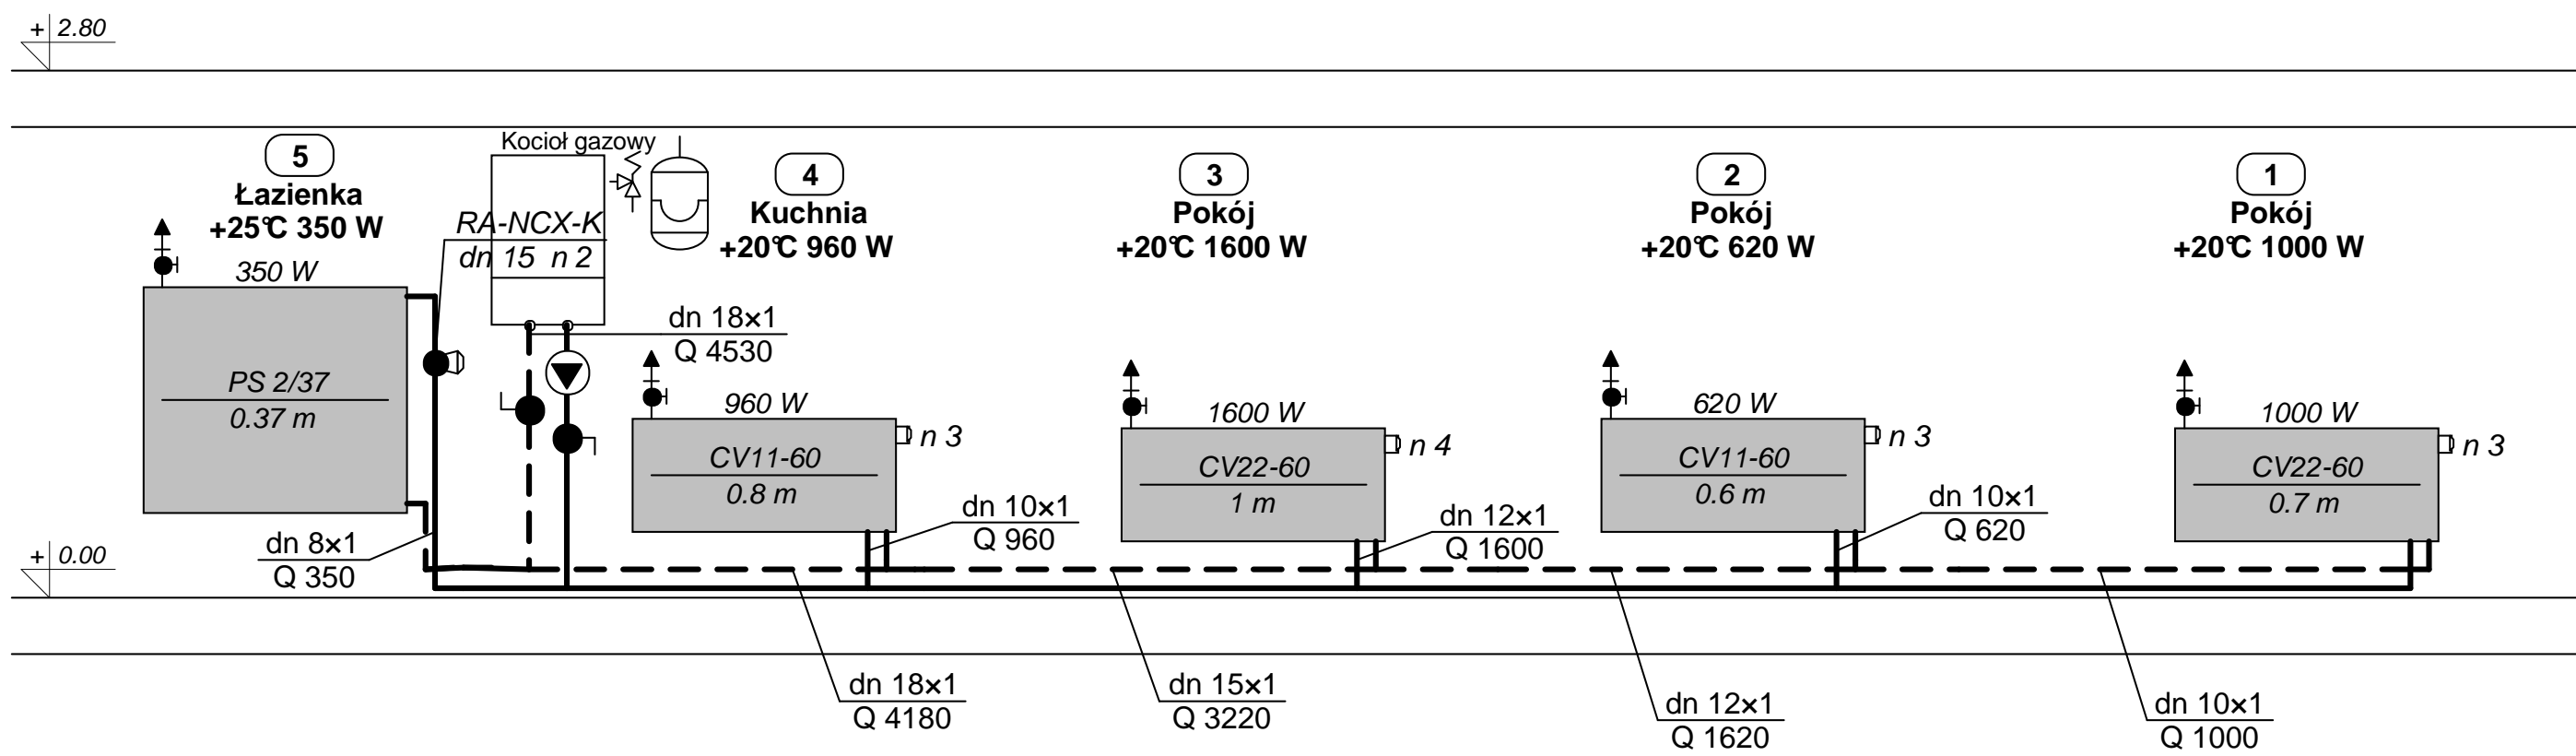 + 2.80
Kocioł gazowy
5
Łazienka
+25°C 350 W
350 W
PS 2/37
0.37 m
RA-NCX-K
dn 15 n 2
dn 18×1
Q 4530
4
Kuchnia
+20°C 960 W
960 W
CV11-60
0.8 m
n 3
dn 10×1
Q 960
3
Pokój
+20°C 1600 W
1600 W
CV22-60
1 m
n 4
dn 12×1
Q 1600
2
Pokój
+20°C 620 W
620 W
CV11-60
0.6 m
n 3
dn 10×1
Q 620
1
Pokój
+20°C 1000 W
1000 W
CV22-60
0.7 m
n 3
+ 0.00
dn 8×1
Q 350
dn 18×1
Q 4180
dn 15×1
Q 3220
dn 12×1
Q 1620
dn 10×1
Q 1000